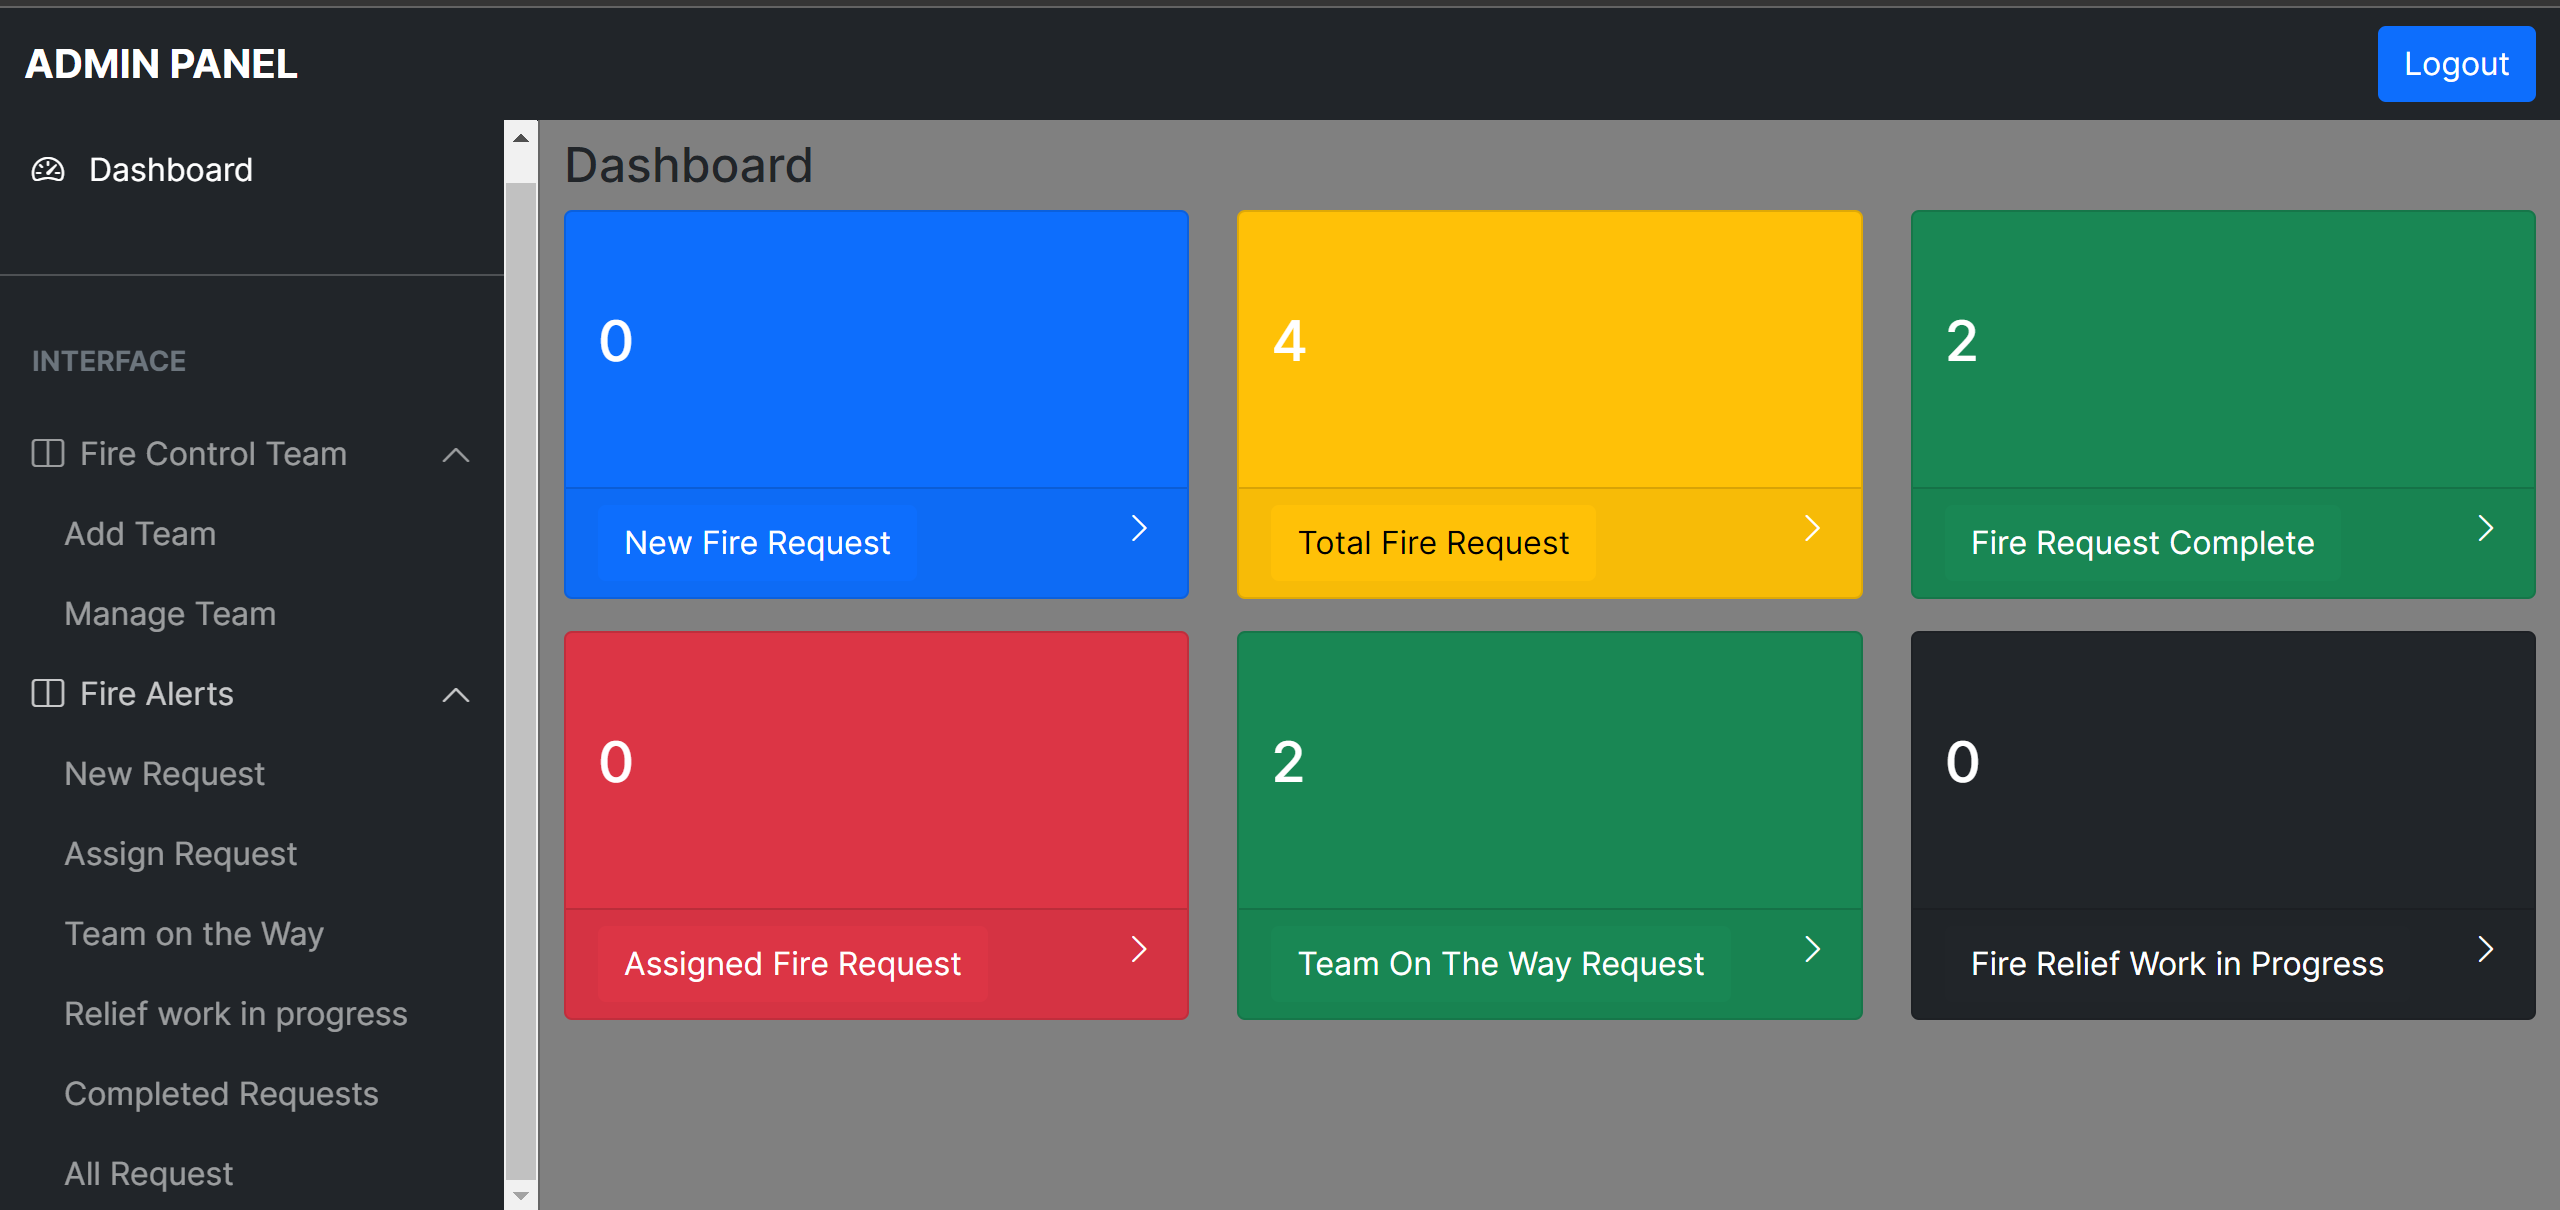 ADMIN PANEL
Logout
Dashboard
INTERFACE
Fire Control Team
Add Team
Manage Team
Fire Alerts
New Request
Assign Request
Team on the Way
Relief work in progress
Completed Requests
All Request
Dashboard
0
New Fire Request
4
Total Fire Request
2
Fire Request Complete
0
Assigned Fire Request
2
Team On The Way Request
0
Fire Relief Work in Progress